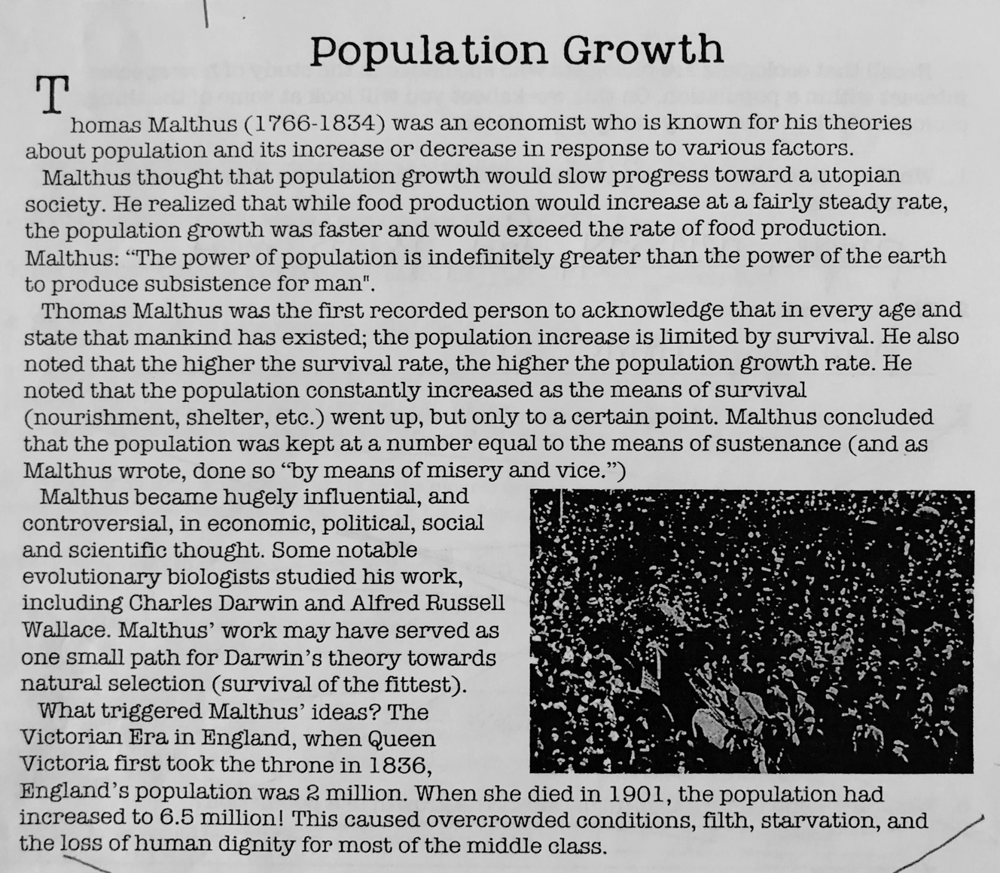 Population Growth
Thomas Malthus (1766-1834) was an economist who is known for his theories
about population and its increase or decrease in response to various factors.
Malthus thought that population growth would slow progress toward a utopian
society. He realized that while food production would increase at a fairly steady rate,
the population growth was faster and would exceed the rate of food production.
Malthus: “The power of population is indefinitely greater than the power of the earth
to produce subsistence for man".
Thomas Malthus was the first recorded person to acknowledge that in every age and
state that mankind has existed; the population increase is limited by survival. He also
noted that the higher the survival rate, the higher the population growth rate. He
noted that the population constantly increased as the means of survival
(nourishment, shelter, etc.) went up, but only to a certain point. Malthus concluded
that the population was kept at a number equal to the means of sustenance (and as
Malthus wrote, done so “by means of misery and vice.”)
Malthus became hugely influential, and
controversial, in economic, political, social
and scientific thought. Some notable
evolutionary biologists studied his work,
including Charles Darwin and Alfred Russell
Wallace. Malthus’ work may have served as
one small path for Darwin’s theory towards
natural selection (survival of the fittest).
What triggered Malthus’ ideas? The
Victorian Era in England, when Queen
Victoria first took the throne in 1836,
England’s population was 2 million. When she died in 1901, the population had
increased to 6.5 million! This caused overcrowded conditions, filth, starvation, and
the loss of human dignity for most of the middle class.